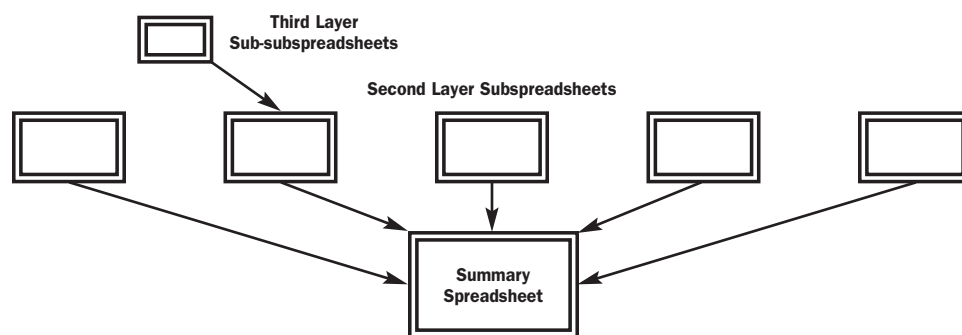 Third Layer
Sub-subspreadsheets
Second Layer Subspreadsheets
Summary
Spreadsheet